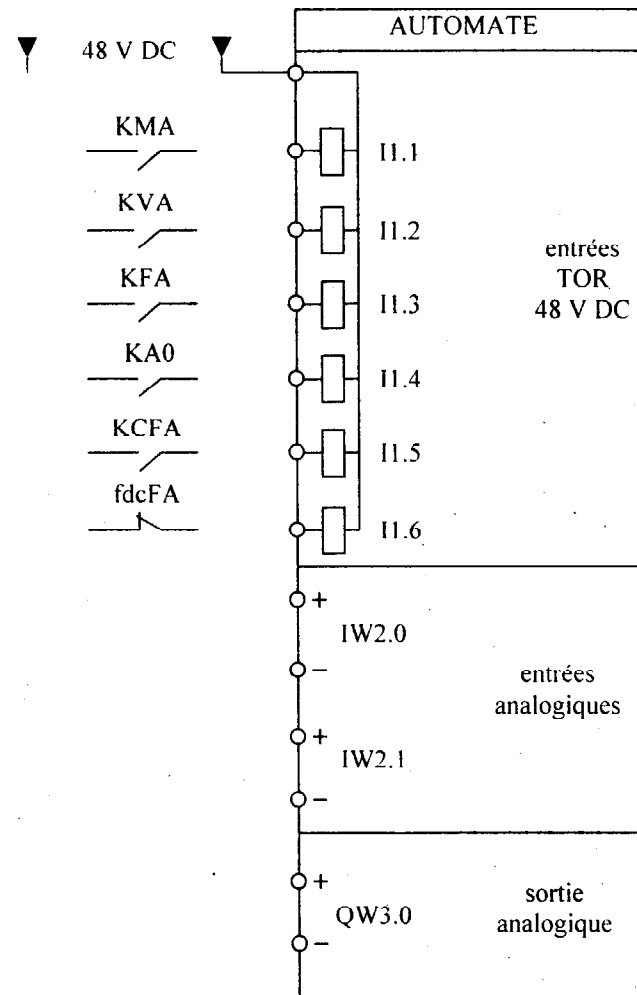 AUTOMATE
48 V DC
KMA
I1.1
KVA
I1.2
entrées
TOR
48 V DC
KFA
I1.3
KA0
I1.4
KCFA
I1.5
fdcFA
I1.6
+
IW2.0
−
entrées
analogiques
+
IW2.1
−
+
QW3.0
−
sortie
analogique